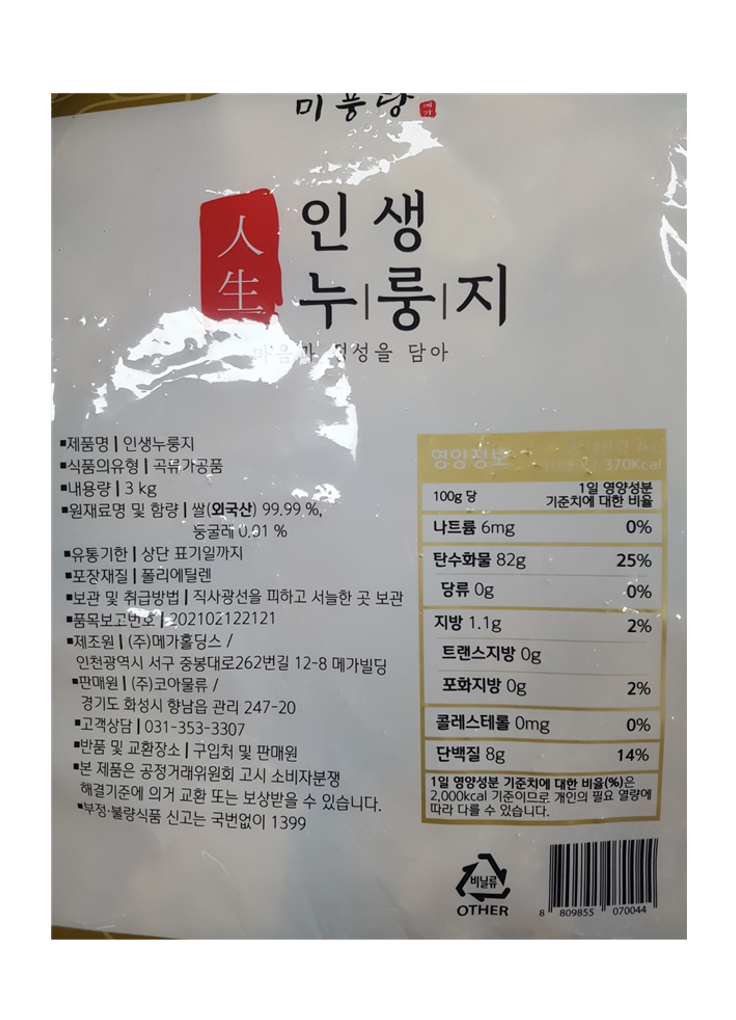 미풍당
人生
인생
누|룽|지
마음과 정성을 담아
■제품명 | 인생누룽지
■식품의유형 | 곡류가공품
■내용량 | 3 kg
■원재료명 및 함량 | 쌀(외국산) 99.99 %,
둥굴레 0.01 %
■유통기한 | 상단 표기일까지
■포장재질 | 폴리에틸렌
■보관 및 취급방법 | 직사광선을 피하고 서늘한 곳 보관
■품목보고번호 | 202102122121
■제조원 | (주)메가홀딩스 /
인천광역시 서구 중봉대로262번길 12-8 메가빌딩
■판매원 | (주)코아물류 /
경기도 화성시 향남읍 관리 247-20
■고객상담 | 031-353-3307
■반품 및 교환장소 | 구입처 및 판매원
■본 제품은 공정거래위원회 고시 소비자분쟁
해결기준에 의거 교환 또는 보상받을 수 있습니다.
■부정·불량식품 신고는 국번없이 1399
영양정보
370Kcal
100g 당 1일 영양성분
기준치에 대한 비율
나트륨 6mg 0%
탄수화물 82g 25%
당류 0g 0%
지방 1.1g 2%
트랜스지방 0g
포화지방 0g 2%
콜레스테롤 0mg 0%
단백질 8g 14%
1일 영양성분 기준치에 대한 비율(%)은
2,000kcal 기준이므로 개인의 필요 열량에
따라 다를 수 있습니다.
비닐류
OTHER
8 809855 070044